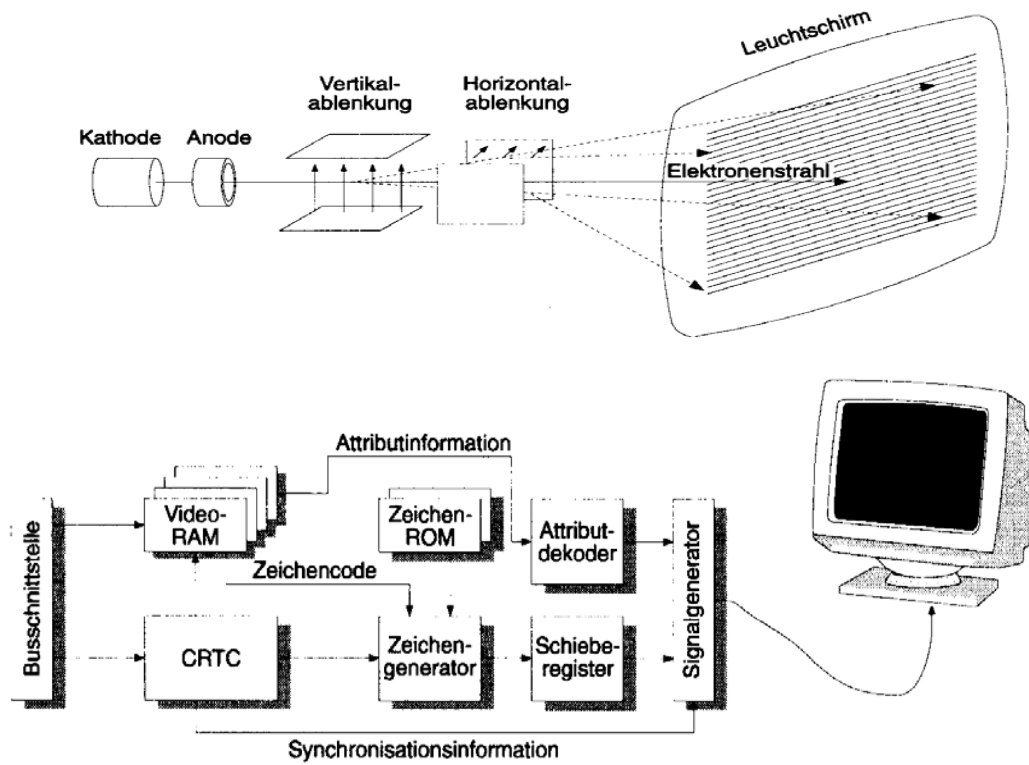 Leuchtschirm
Vertikal-
ablenkung
Horizontal-
ablenkung
Kathode
Anode
Elektronenstrahl
Attributinformation
Busschnittstelle
Video-
RAM
Zeichen-
ROM
Attribut-
dekoder
Signalgenerator
Zeichencode
CRTC
Zeichen-
generator
Schiebe-
register
Synchronisationsinformation